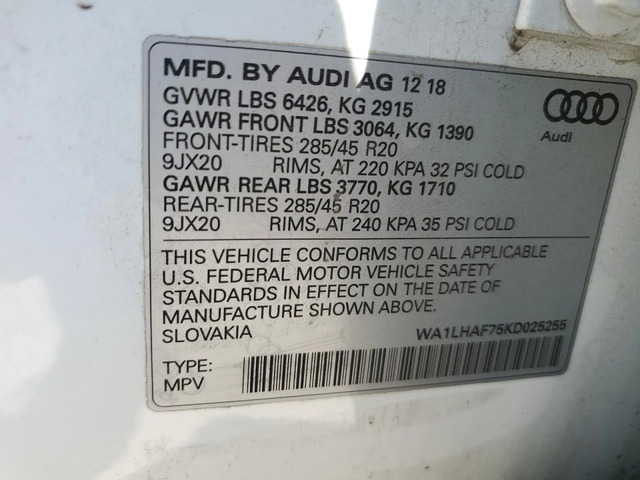 MFD. BY AUDI AG 12 18
GVWR LBS 6426, KG 2915
GAWR FRONT LBS 3064, KG 1390
FRONT-TIRES 285/45 R20
9JX20 RIMS, AT 220 KPA 32 PSI COLD
GAWR REAR LBS 3770, KG 1710
REAR-TIRES 285/45 R20
9JX20 RIMS, AT 240 KPA 35 PSI COLD
Audi
THIS VEHICLE CONFORMS TO ALL APPLICABLE
U.S. FEDERAL MOTOR VEHICLE SAFETY
STANDARDS IN EFFECT ON THE DATE OF
MANUFACTURE SHOWN ABOVE.
SLOVAKIA
WA1LHAF75KD025255
TYPE:
MPV